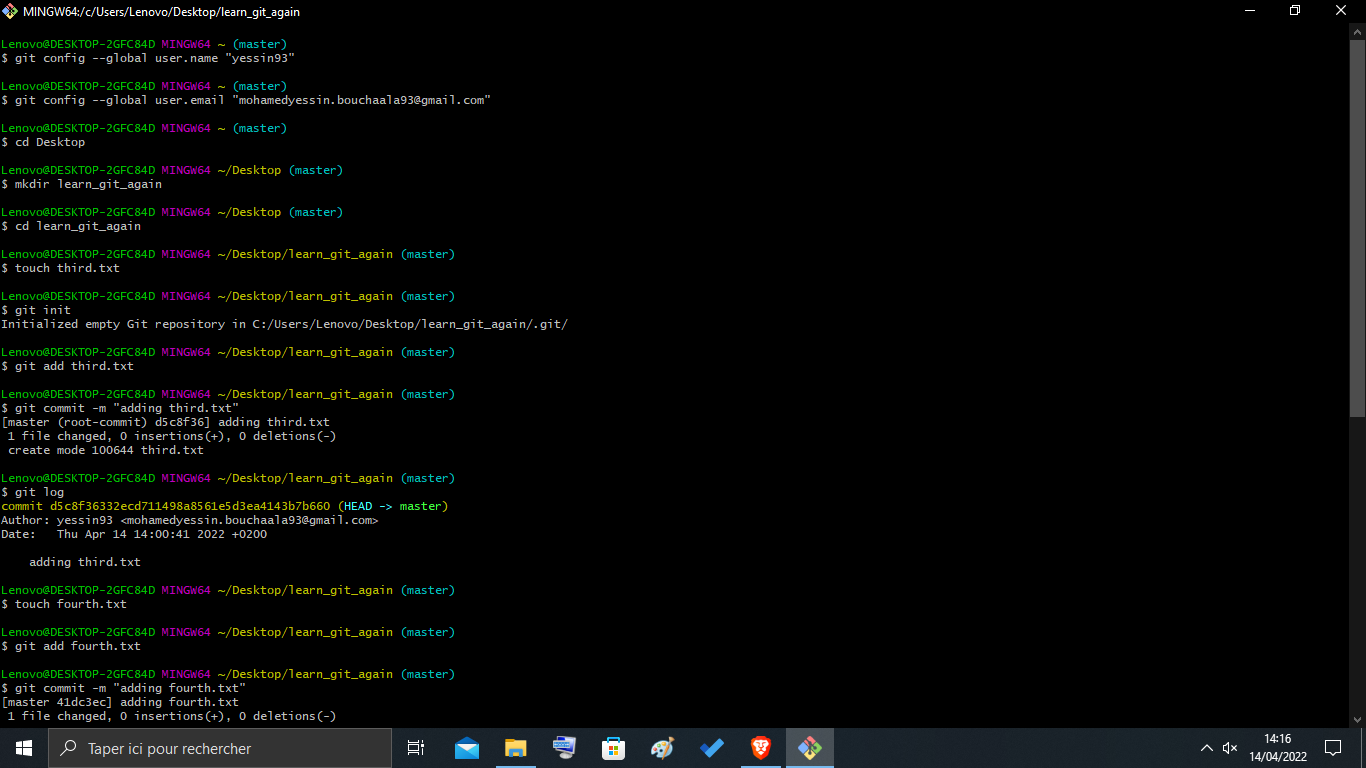 MINGW64:/c/Users/Lenovo/Desktop/learn_git_again
Lenovo@DESKTOP-2GFC84D MINGW64 ~ (master)
$ git config --global user.name "yessin93"
Lenovo@DESKTOP-2GFC84D MINGW64 ~ (master)
$ git config --global user.email "mohamedyessin.bouchaala93@gmail.com"
Lenovo@DESKTOP-2GFC84D MINGW64 ~ (master)
$ cd Desktop
Lenovo@DESKTOP-2GFC84D MINGW64 ~/Desktop (master)
$ mkdir learn_git_again
Lenovo@DESKTOP-2GFC84D MINGW64 ~/Desktop (master)
$ cd learn_git_again
Lenovo@DESKTOP-2GFC84D MINGW64 ~/Desktop/learn_git_again (master)
$ touch third.txt
Lenovo@DESKTOP-2GFC84D MINGW64 ~/Desktop/learn_git_again (master)
$ git init
Initialized empty Git repository in C:/Users/Lenovo/Desktop/learn_git_again/.git/
Lenovo@DESKTOP-2GFC84D MINGW64 ~/Desktop/learn_git_again (master)
$ git add third.txt
Lenovo@DESKTOP-2GFC84D MINGW64 ~/Desktop/learn_git_again (master)
$ git commit -m "adding third.txt"
[master (root-commit) d5c8f36] adding third.txt
 1 file changed, 0 insertions(+), 0 deletions(-)
 create mode 100644 third.txt
Lenovo@DESKTOP-2GFC84D MINGW64 ~/Desktop/learn_git_again (master)
$ git log
commit d5c8f36332ecd711498a8561e5d3ea4143b7b660 (HEAD -> master)
Author: yessin93 <mohamedyessin.bouchaala93@gmail.com>
Date:   Thu Apr 14 14:00:41 2022 +0200
    adding third.txt
Lenovo@DESKTOP-2GFC84D MINGW64 ~/Desktop/learn_git_again (master)
$ touch fourth.txt
Lenovo@DESKTOP-2GFC84D MINGW64 ~/Desktop/learn_git_again (master)
$ git add fourth.txt
Lenovo@DESKTOP-2GFC84D MINGW64 ~/Desktop/learn_git_again (master)
$ git commit -m "adding fourth.txt"
[master 41dc3ec] adding fourth.txt
 1 file changed, 0 insertions(+), 0 deletions(-)
Taper ici pour rechercher
14:16
14/04/2022